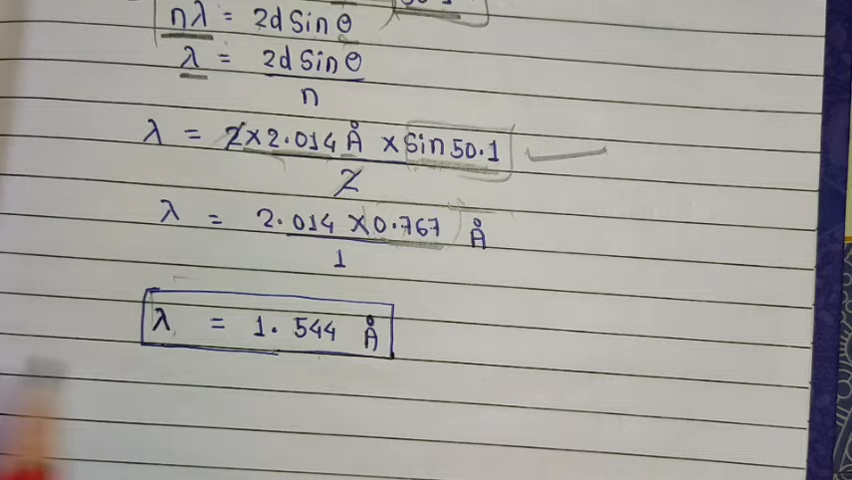 nλ = 2d Sin θ
λ = 2d Sin θ / n
λ = 2 × 2.014 Å × Sin 50.1 / 2
λ = 2.014 × 0.767 / 1 Å
λ = 1.544 Å